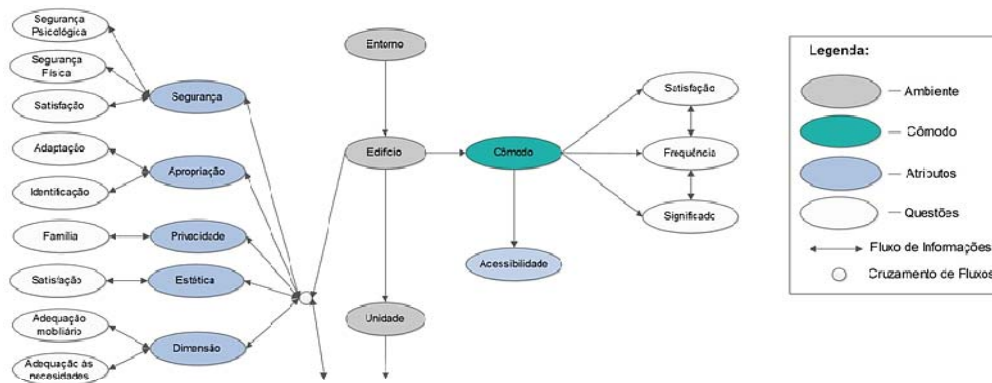 Segurança
Psicológica
Segurança
Física
Satisfação
Adaptação
Identificação
Família
Satisfação
Adequação
mobiliário
Adequação às
necessidades
Segurança
Apropriação
Privacidade
Estética
Dimensão
Entorno
Edifício
Unidade
Cômodo
Acessibilidade
Satisfação
Frequência
Significado
Legenda:
Ambiente
Cômodo
Atributos
Questões
Fluxo de Informações
Cruzamento de Fluxos